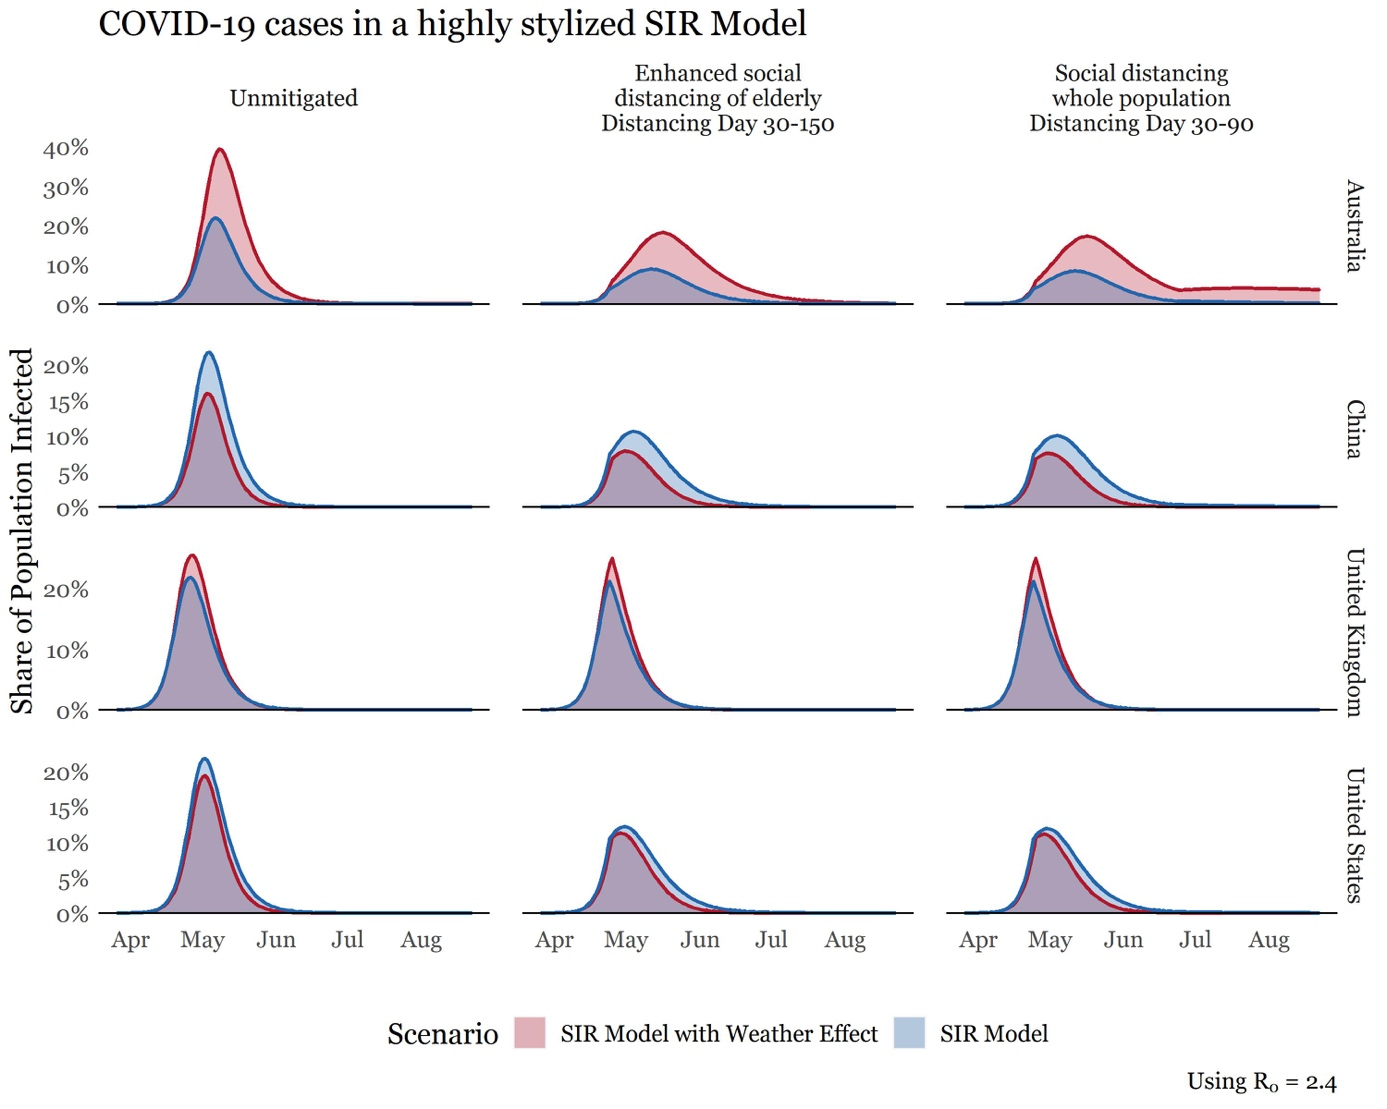 COVID-19 cases in a highly stylized SIR Model
Unmitigated
Enhanced social
distancing of elderly
Distancing Day 30-150
Social distancing
whole population
Distancing Day 30-90
Share of Population Infected
40%
30%
20%
10%
0%
Australia
20%
15%
10%
5%
0%
China
20%
10%
0%
United Kingdom
20%
15%
10%
5%
0%
United States
Apr May Jun Jul Aug
Apr May Jun Jul Aug
Apr May Jun Jul Aug
Scenario SIR Model with Weather Effect SIR Model
Using R₀ = 2.4